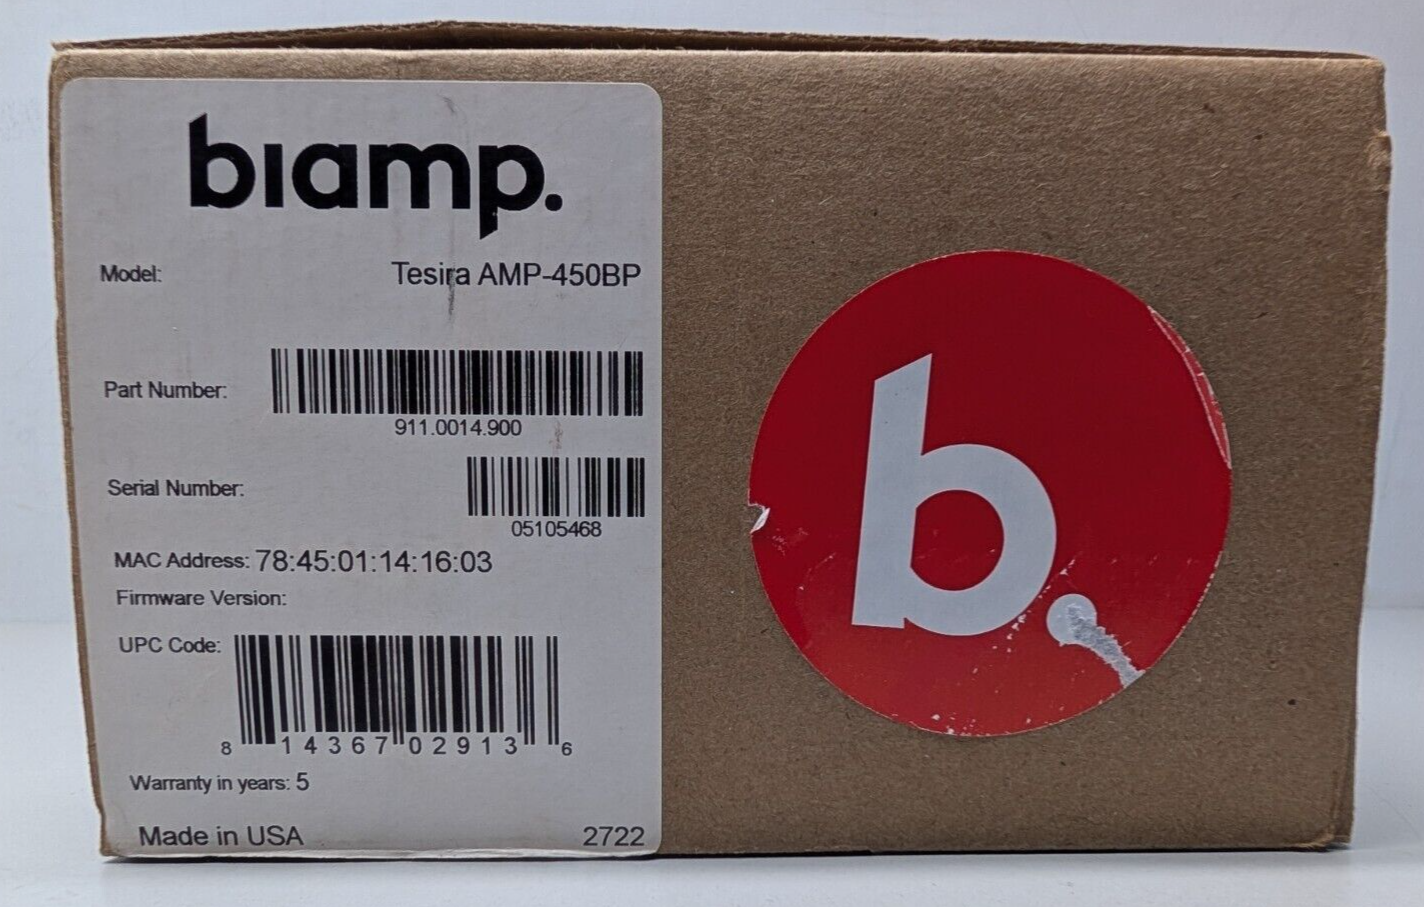 biamp.
Model: Tesira AMP-450BP
Part Number:
911.0014.900
Serial Number:
05105468
MAC Address: 78:45:01:14:16:03
Firmware Version:
UPC Code:
8 14367 02913 6
Warranty in years: 5
Made in USA 2722
b.